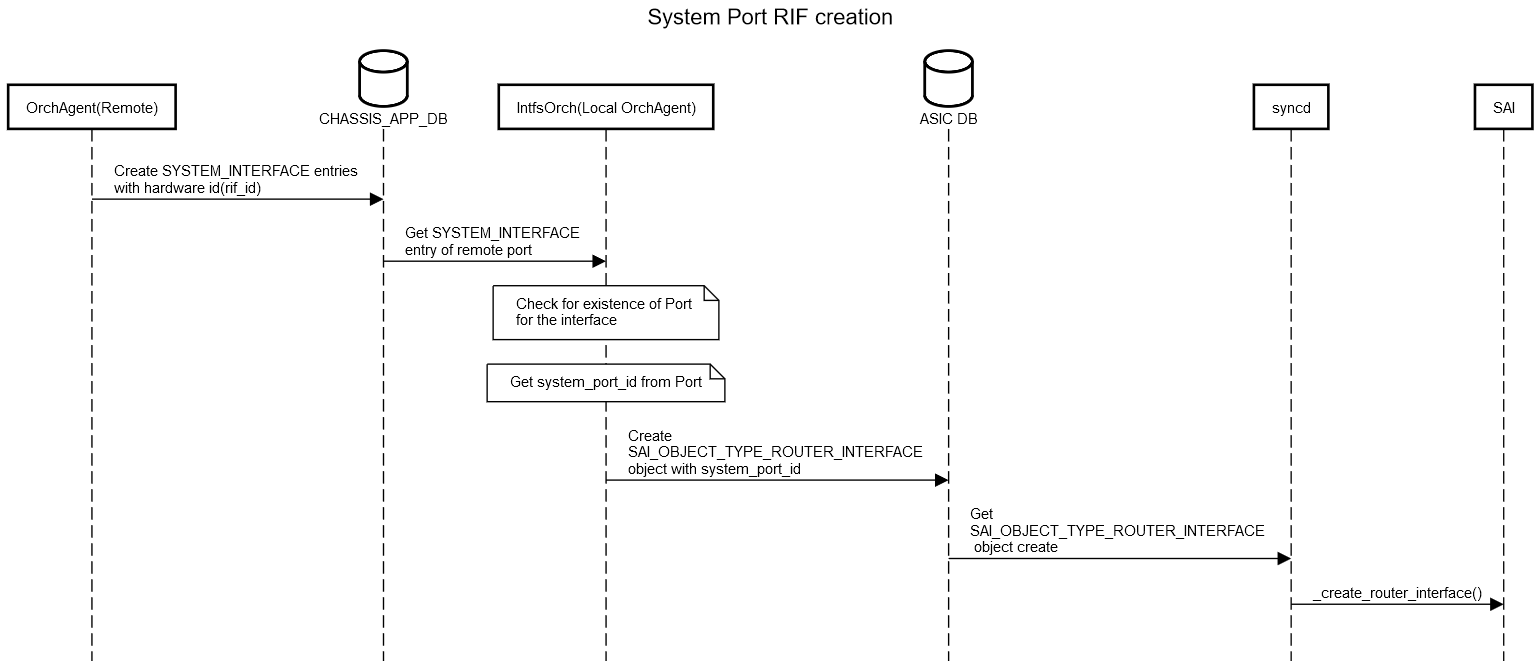 System Port RIF creation
OrchAgent(Remote)
CHASSIS_APP_DB
IntfsOrch(Local OrchAgent)
ASIC DB
syncd
SAI
Create SYSTEM_INTERFACE entries
with hardware id(rif_id)
Get SYSTEM_INTERFACE
entry of remote port
Check for existence of Port
for the interface
Get system_port_id from Port
Create
SAI_OBJECT_TYPE_ROUTER_INTERFACE
object with system_port_id
Get
SAI_OBJECT_TYPE_ROUTER_INTERFACE
object create
_create_router_interface()